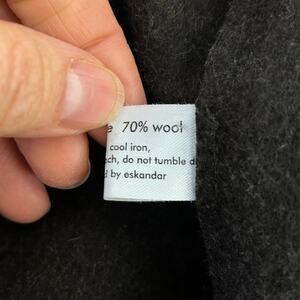 e 70% wool
cool iron,
ch, do not tumble d
d by eskandar